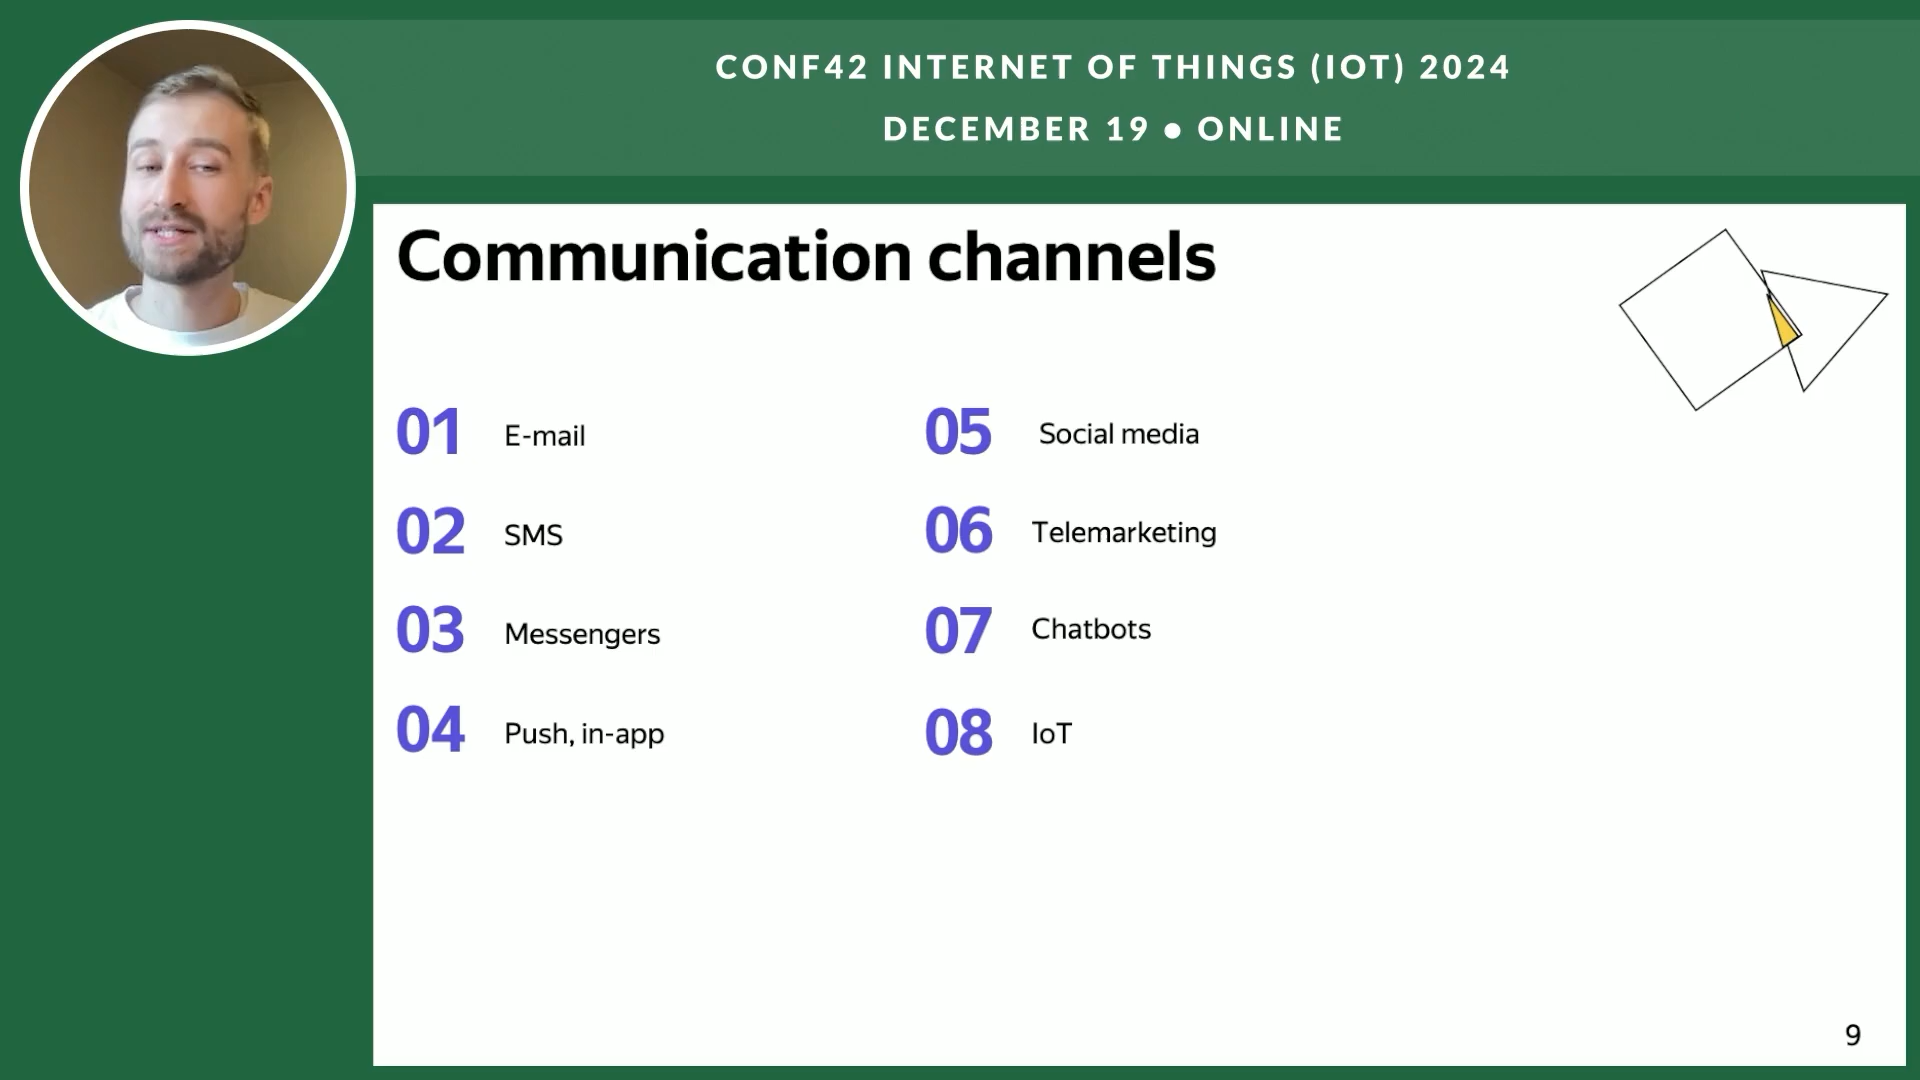 CONF42 INTERNET OF THINGS (IOT) 2024
DECEMBER 19 ● ONLINE
Communication channels
01 E-mail
02 SMS
03 Messengers
04 Push, in-app
05 Social media
06 Telemarketing
07 Chatbots
08 IoT
9